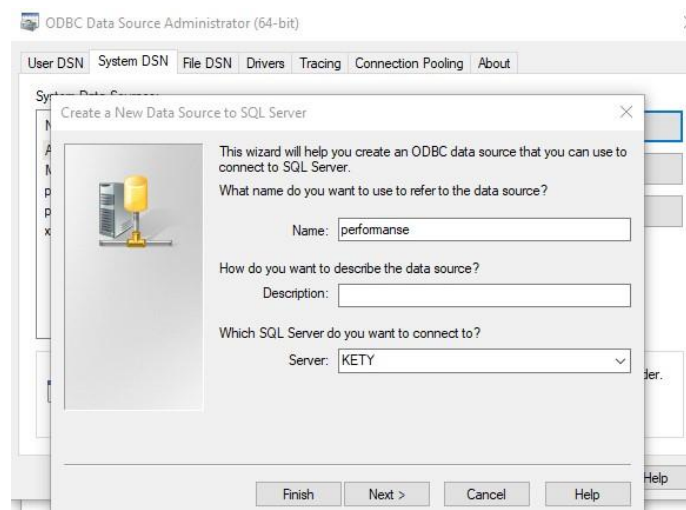 ODBC Data Source Administrator (64-bit)
User DSN System DSN File DSN Drivers Tracing Connection Pooling About
Create a New Data Source to SQL Server
This wizard will help you create an ODBC data source that you can use to
connect to SQL Server.
What name do you want to use to refer to the data source?
Name: performanse
How do you want to describe the data source?
Description:
Which SQL Server do you want to connect to?
Server: KETY
Finish Next > Cancel Help
Help